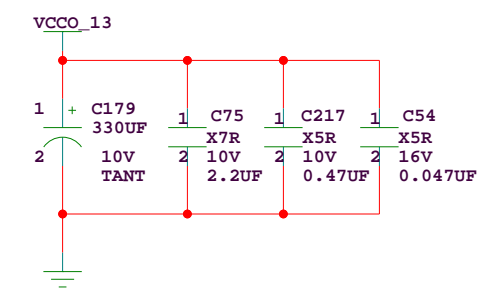 VCCO_13
1 + C179
330UF
2 10V
TANT
1 C75
X7R
2 10V
2.2UF
1 C217
X5R
2 10V
0.47UF
1 C54
X5R
2 16V
0.047UF